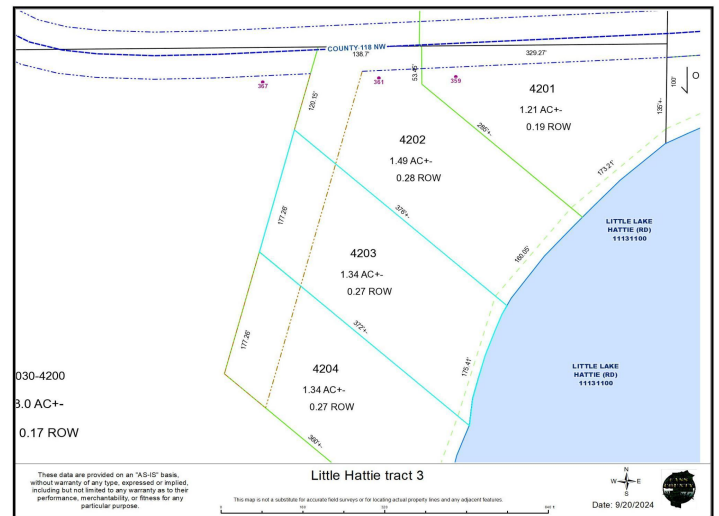 COUNTY 118 NW
138.7'
329.27'
53.45'
100'
367
361
359
4201
1.21 AC+-
0.19 ROW
135'+-
120.15'
285'+-
4202
1.49 AC+-
0.28 ROW
173.21'
LITTLE LAKE
HATTIE (RD)
11131100
177.26'
376'+-
160.05'
4203
1.34 AC+-
0.27 ROW
177.26'
372'+-
175.41'
4204
1.34 AC+-
0.27 ROW
LITTLE LAKE
HATTIE (RD)
11131100
030-4200
3.0 AC+-
0.17 ROW
360'+-
These data are provided on an "AS-IS" basis,
without warranty of any type, expressed or implied,
including but not limited to any warranty as to their
performance, merchantability, or fitness for any
particular purpose.
Little Hattie tract 3
This map is not a substitute for accurate field surveys or for locating actual property lines and any adjacent features.
N
W E
S
CASS
COUNTY
Date: 9/20/2024